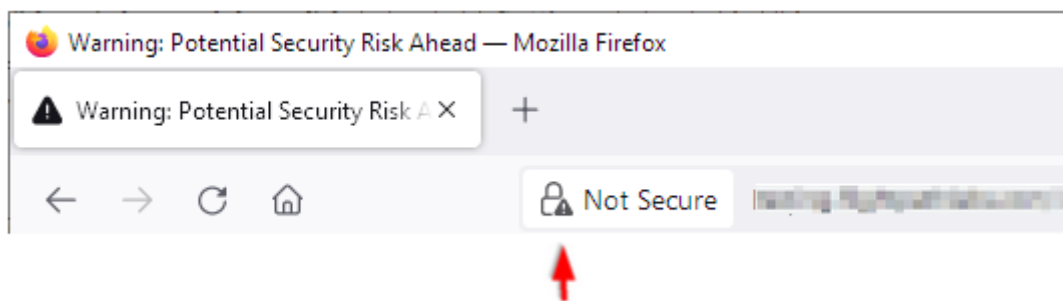 Warning: Potential Security Risk Ahead — Mozilla Firefox
Warning: Potential Security Risk A
Not Secure